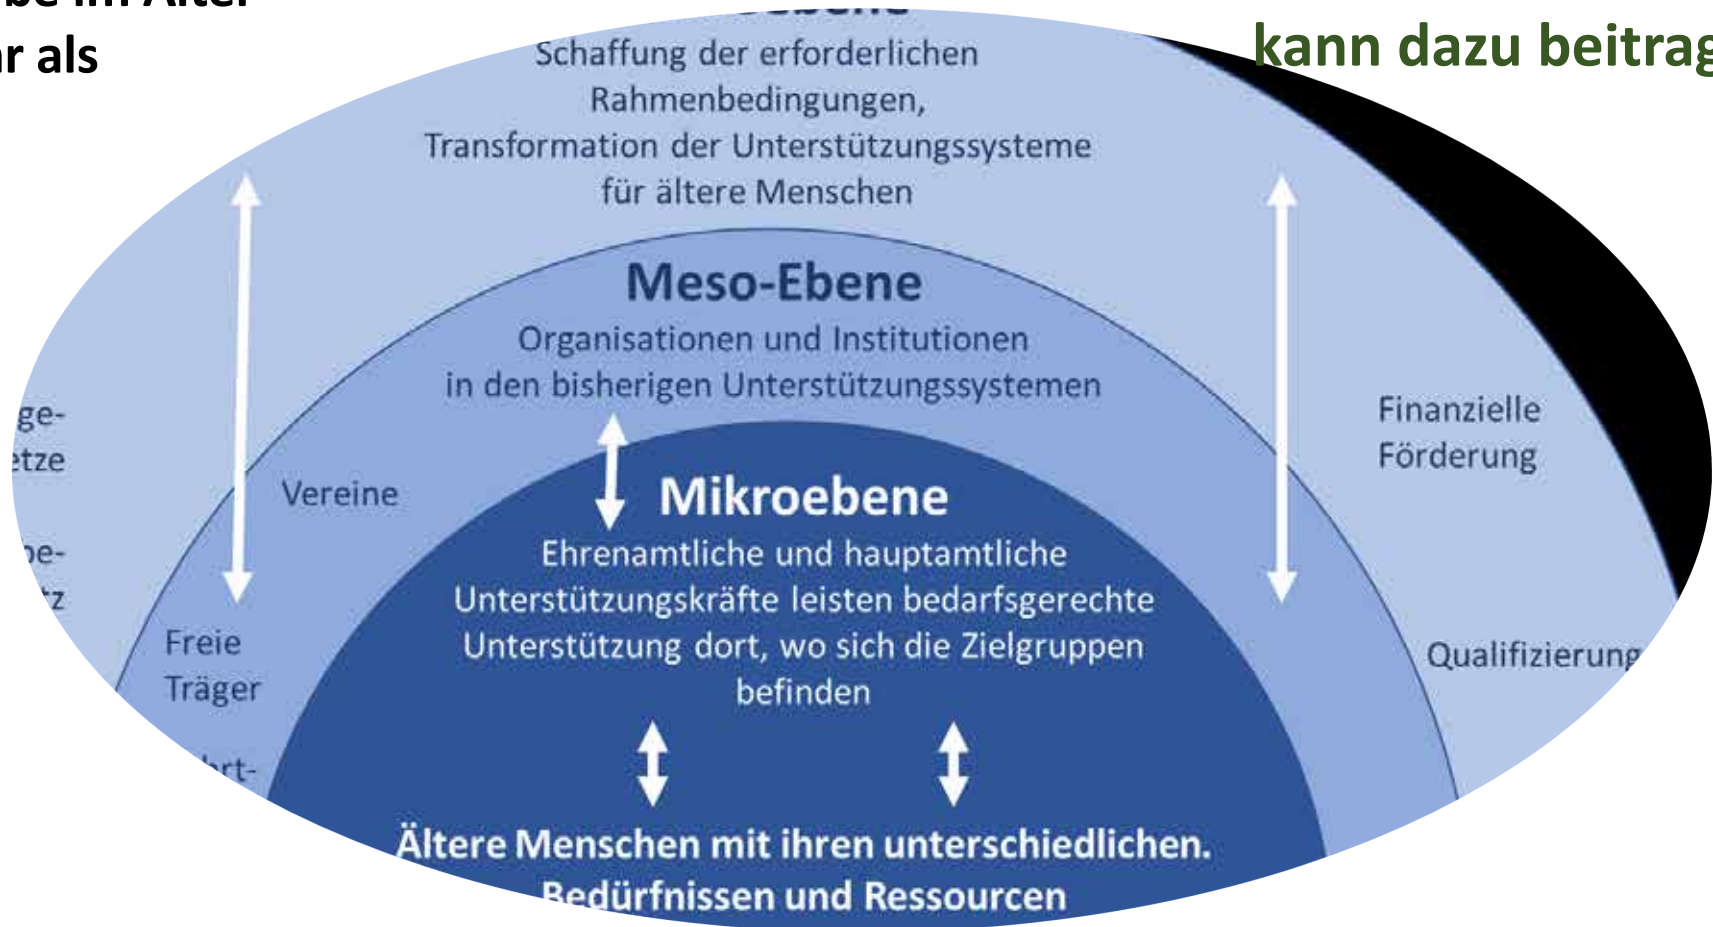 im Alter
als
kann dazu
Schaffung der erforderlichen
Rahmenbedingungen,
Transformation der Unterstützungssysteme
für ältere Menschen
Meso-Ebene
Organisationen und Institutionen
in den bisherigen Unterstützungssystemen
Finanzielle
Förderung
Vereine
Mikroebene
Ehrenamtliche und hauptamtliche
Unterstützungskräfte leisten bedarfsgerechte
Unterstützung dort, wo sich die Zielgruppen
befinden
Freie
Träger
Qualifizierung
Ältere Menschen mit ihren unterschiedlichen.
Bedürfnissen und Ressourcen